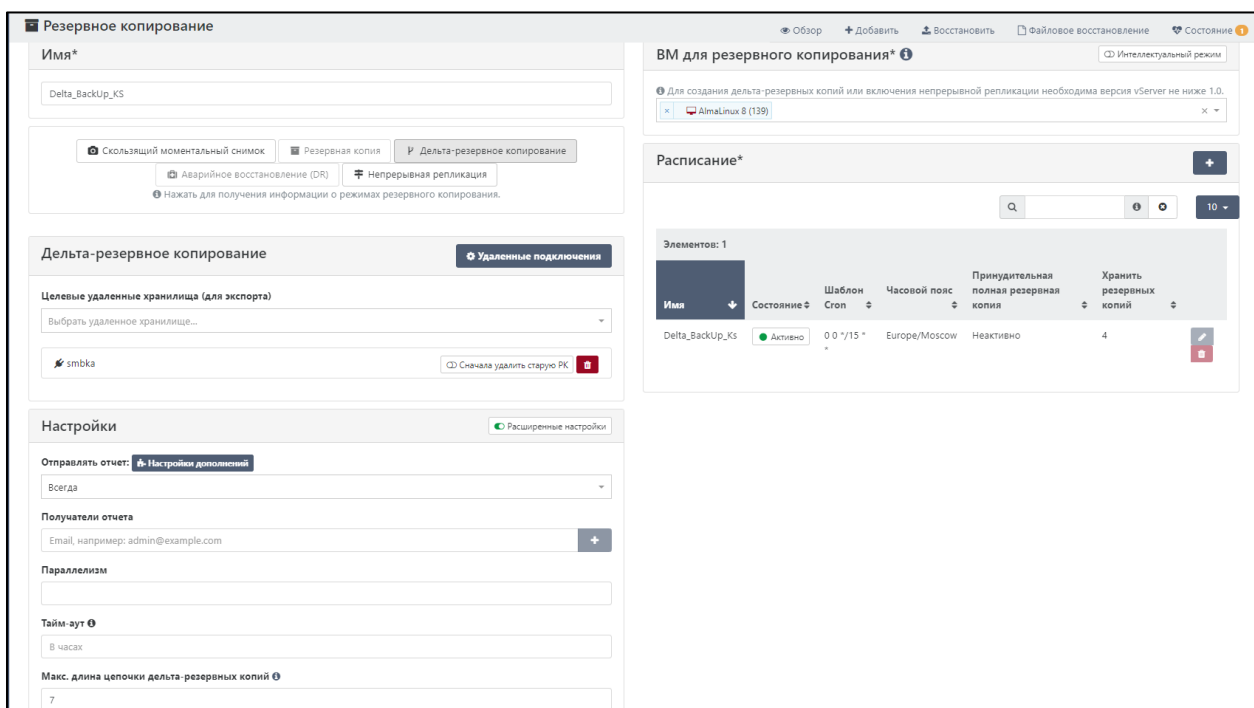 Резервное копирование
Обзор
Добавить
Восстановить
Файловое восстановление
Состояние 1
Имя*
Delta_BackUp_KS
Скользящий моментальный снимок
Резервная копия
Дельта-резервное копирование
Аварийное восстановление (DR)
Непрерывная репликация
Нажать для получения информации о режимах резервного копирования.
Дельта-резервное копирование
Удаленные подключения
Целевые удаленные хранилища (для экспорта)
Выбрать удаленное хранилище...
smbka
Сначала удалить старую РК
Настройки
Расширенные настройки
Отправлять отчет:
Настройки дополнений
Всегда
Получатели отчета
Email, например: admin@example.com
Параллелизм
Тайм-аут
В часах
Макс. длина цепочки дельта-резервных копий
7
ВМ для резервного копирования*
Интеллектуальный режим
Для создания дельта-резервных копий или включения непрерывной репликации необходима версия vServer не ниже 1.0.
× AlmaLinux 8 (139) ×
Расписание*
10
Элементов: 1
Имя
Состояние
Шаблон
Cron
Часовой пояс
Принудительная
полная резервная
копия
Хранить
резервных
копий
Delta_BackUp_Ks
Активно
0 0 */15 *
*
Europe/Moscow
Неактивно
4